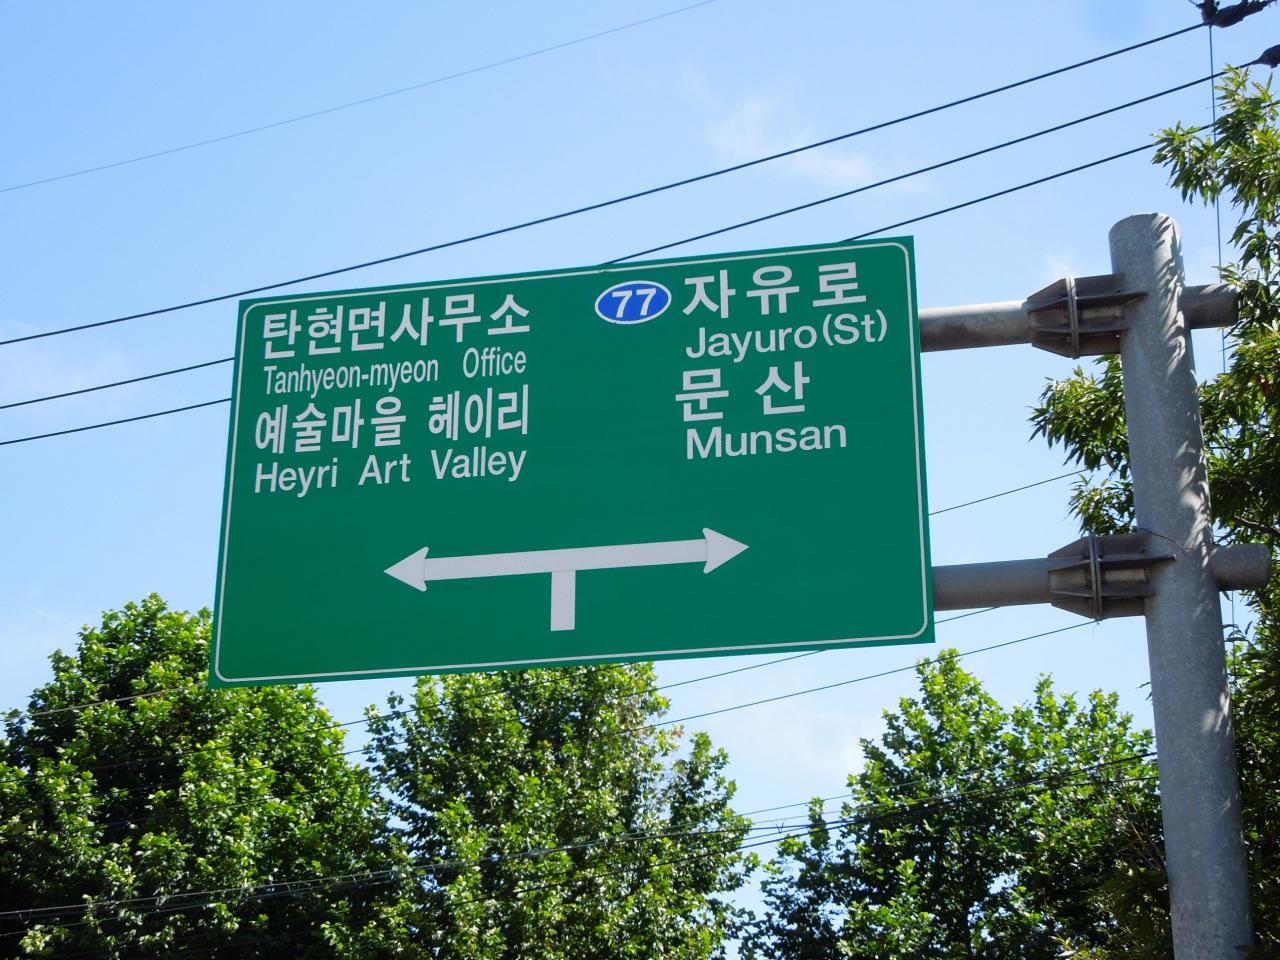 탄현면사무소
Tanhyeon-myeon Office
예술마을 헤이리
Heyri Art Valley
77 자유로
Jayuro(St)
문산
Munsan